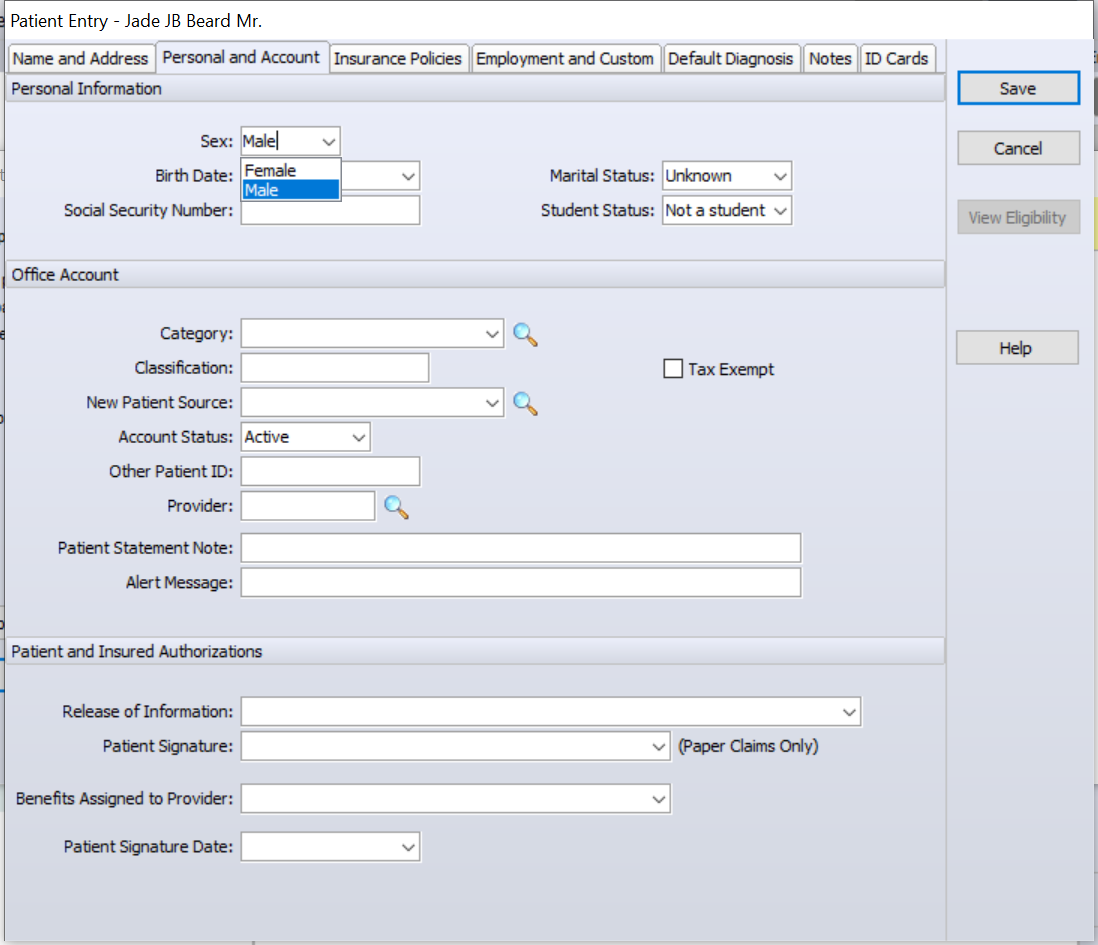 Patient Entry - Jade JB Beard Mr.
Name and Address Personal and Account Insurance Policies Employment and Custom Default Diagnosis Notes ID Cards
Personal Information
Save
Sex: Male
Cancel
Female
Birth Date: Marital Status: Unknown
Male
Social Security Number: Student Status: Not a student
View Eligibility
Office Account
Category:
Help
Classification: Tax Exempt
New Patient Source:
Account Status: Active
Other Patient ID:
Provider:
Patient Statement Note:
Alert Message:
Patient and Insured Authorizations
Release of Information:
Patient Signature: (Paper Claims Only)
Benefits Assigned to Provider:
Patient Signature Date: